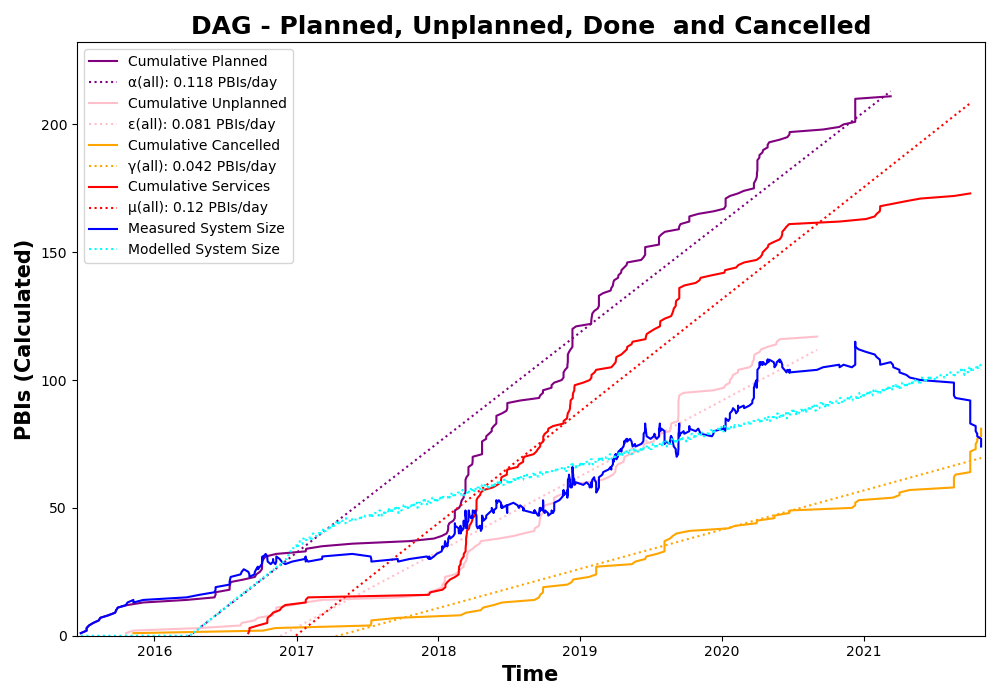 DAG - Planned, Unplanned, Done  and Cancelled
Cumulative Planned
α(all): 0.118 PBIs/day
Cumulative Unplanned
ε(all): 0.081 PBIs/day
Cumulative Cancelled
γ(all): 0.042 PBIs/day
Cumulative Services
μ(all): 0.12 PBIs/day
Measured System Size
Modelled System Size
PBIs (Calculated)
200
150
100
50
0
2016 2017 2018 2019 2020 2021
Time